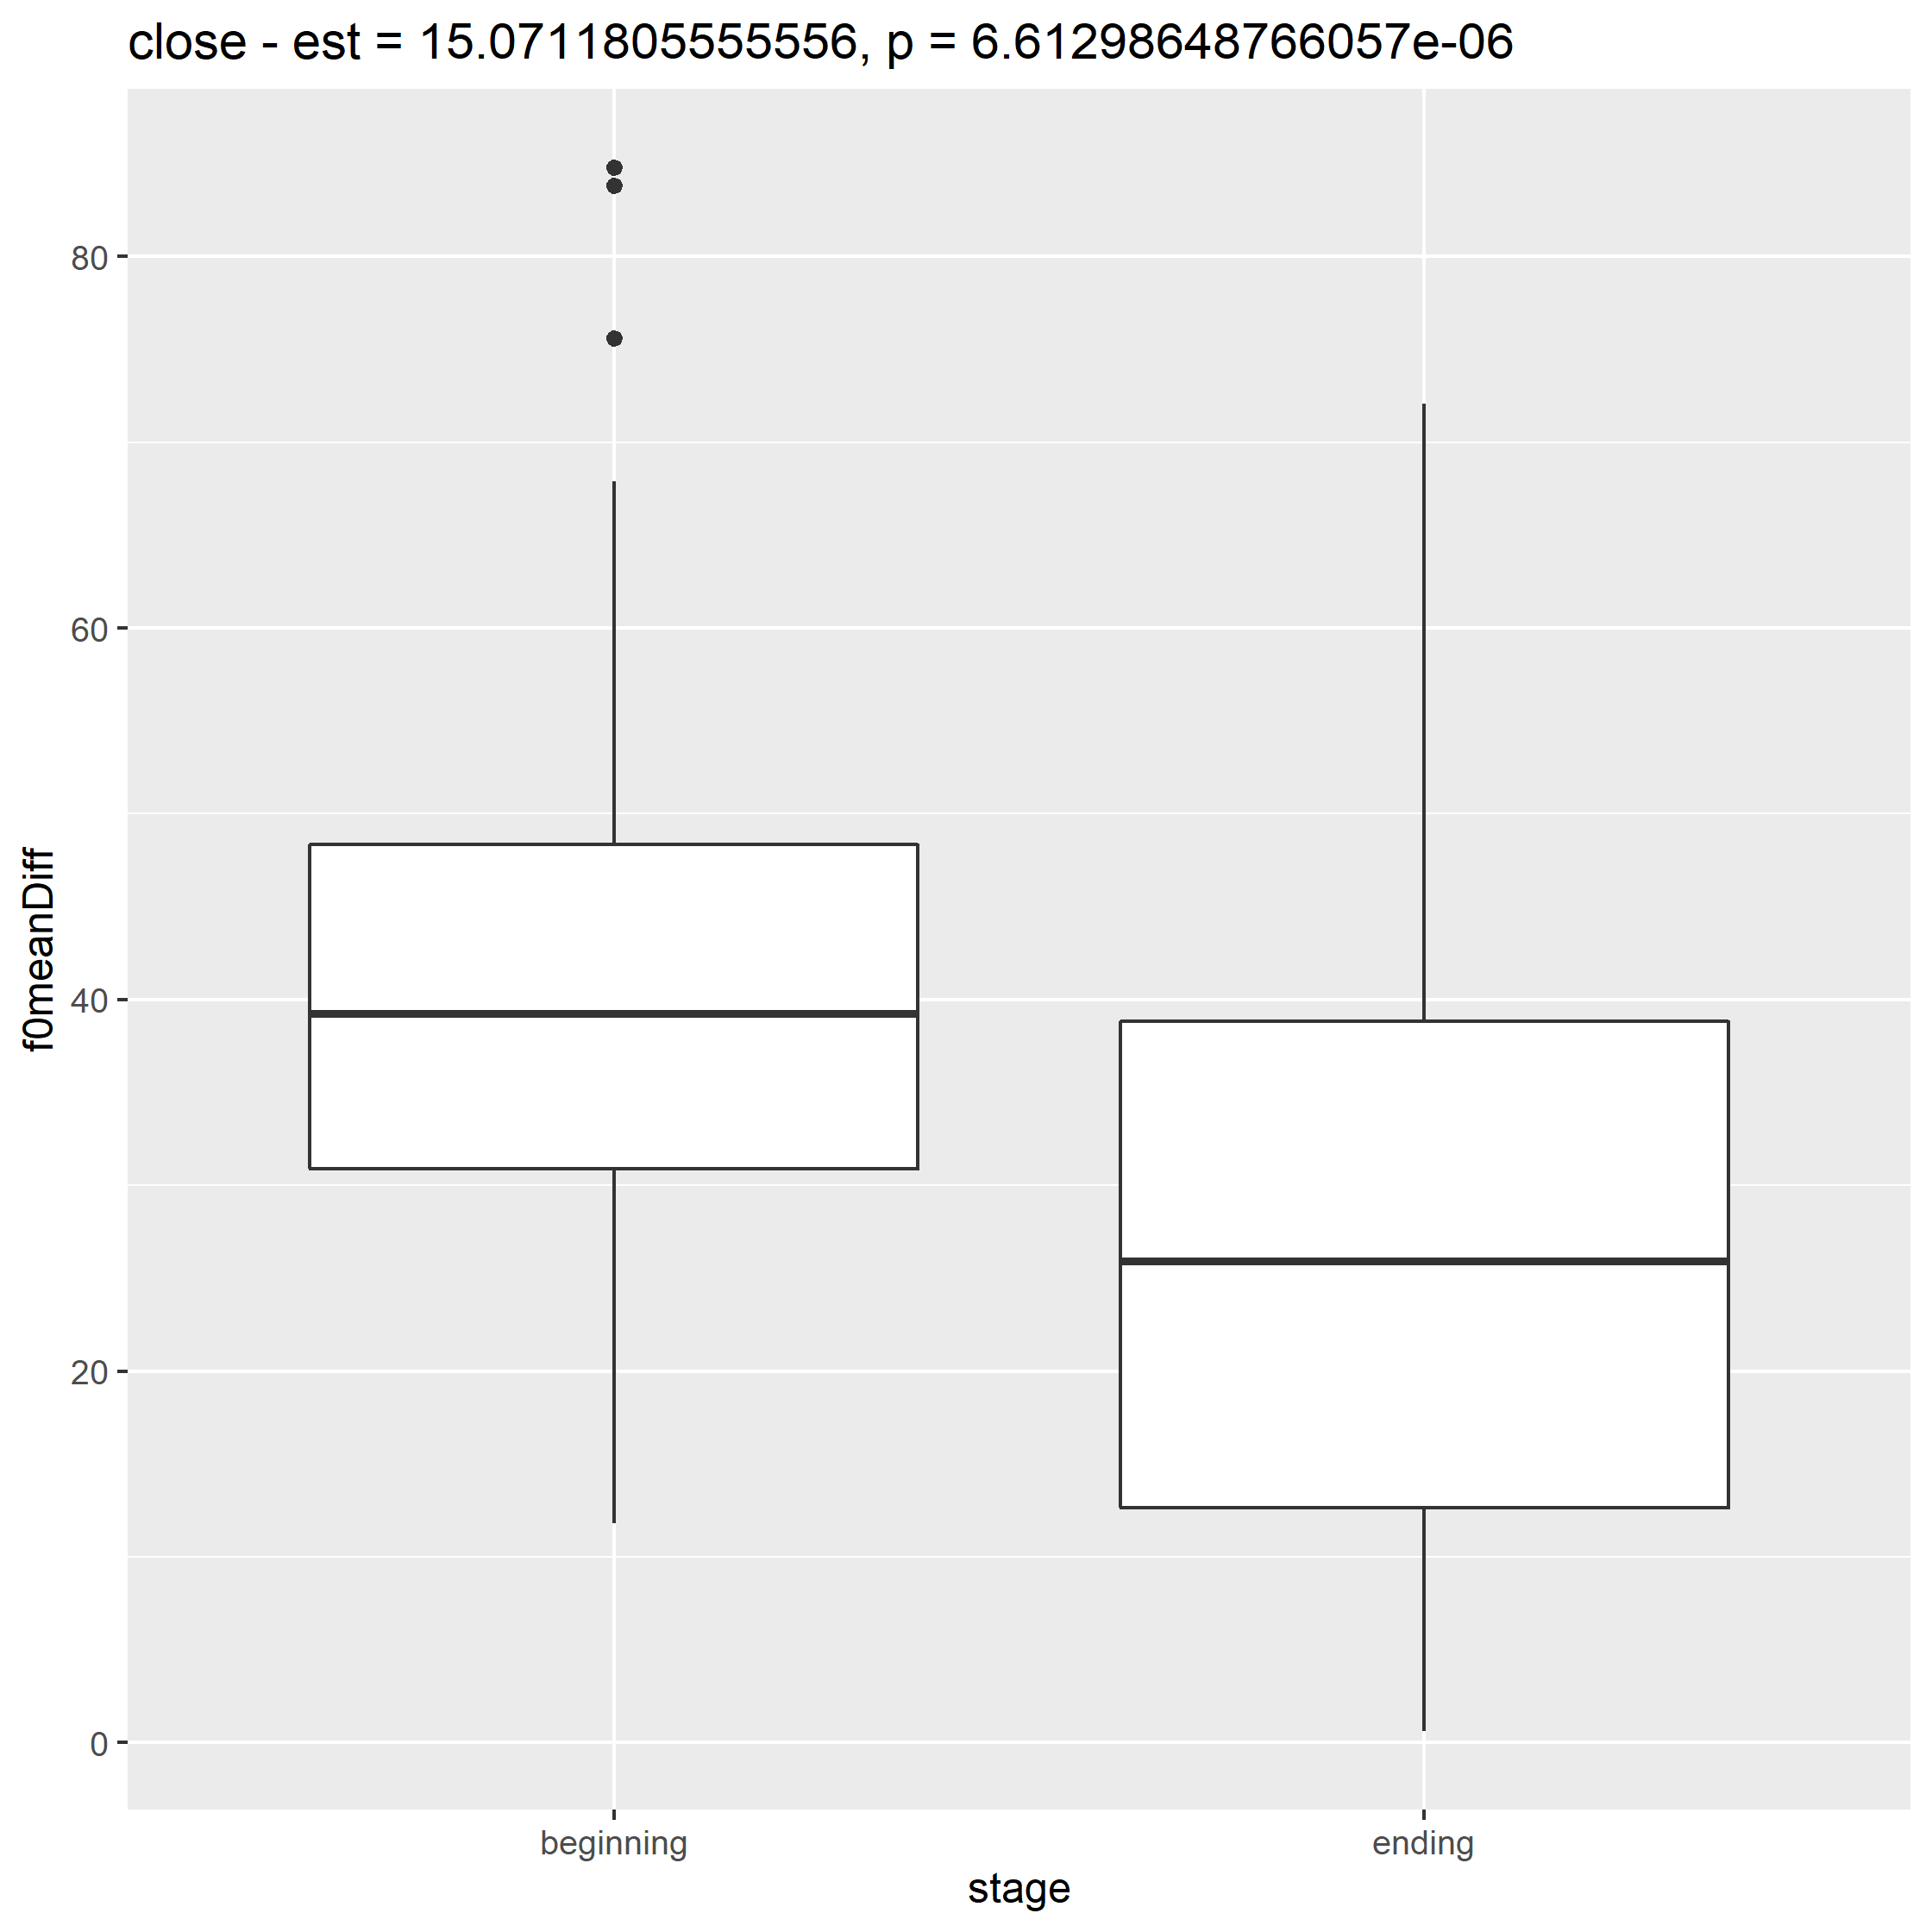 close - est = 15.0711805555556, p = 6.61298648766057e-06
f0meanDiff
80
60
40
20
0
beginning
ending
stage